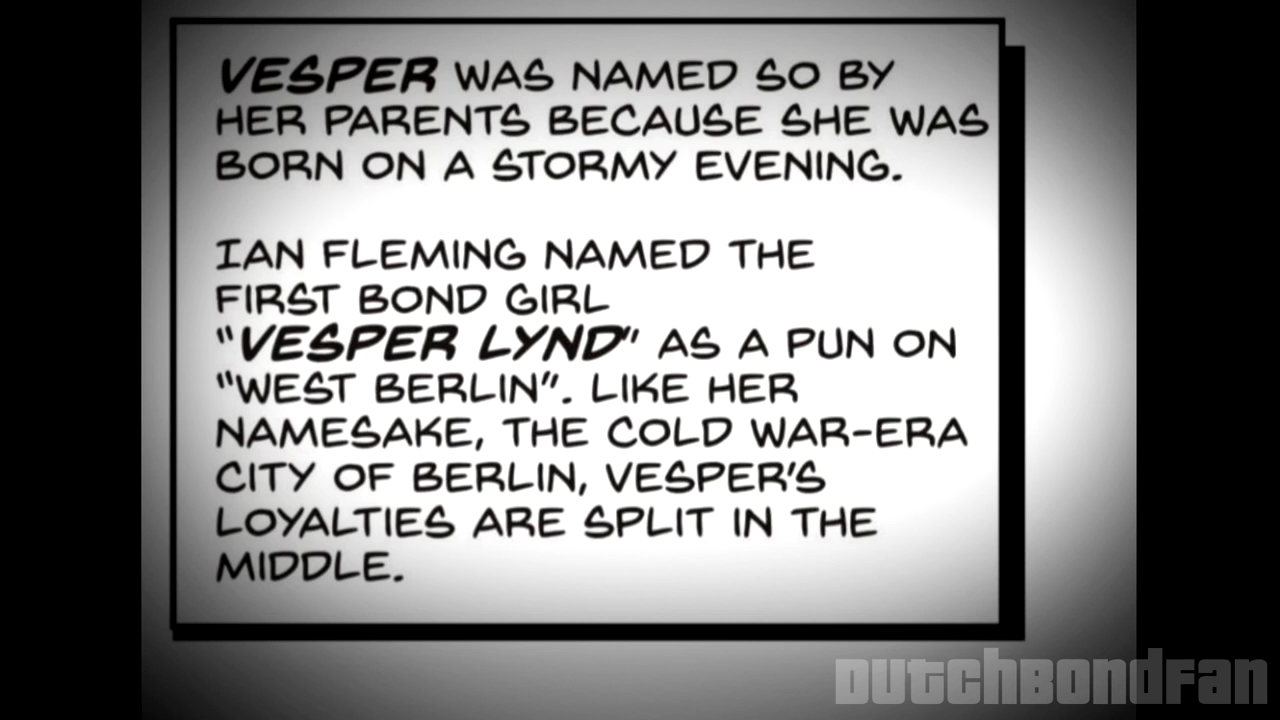 VESPER WAS NAMED SO BY
HER PARENTS BECAUSE SHE WAS
BORN ON A STORMY EVENING.
IAN FLEMING NAMED THE
FIRST BOND GIRL
"VESPER LYND" AS A PUN ON
"WEST BERLIN". LIKE HER
NAMESAKE, THE COLD WAR-ERA
CITY OF BERLIN, VESPER'S
LOYALTIES ARE SPLIT IN THE
MIDDLE.
DUTCHBONDFAN